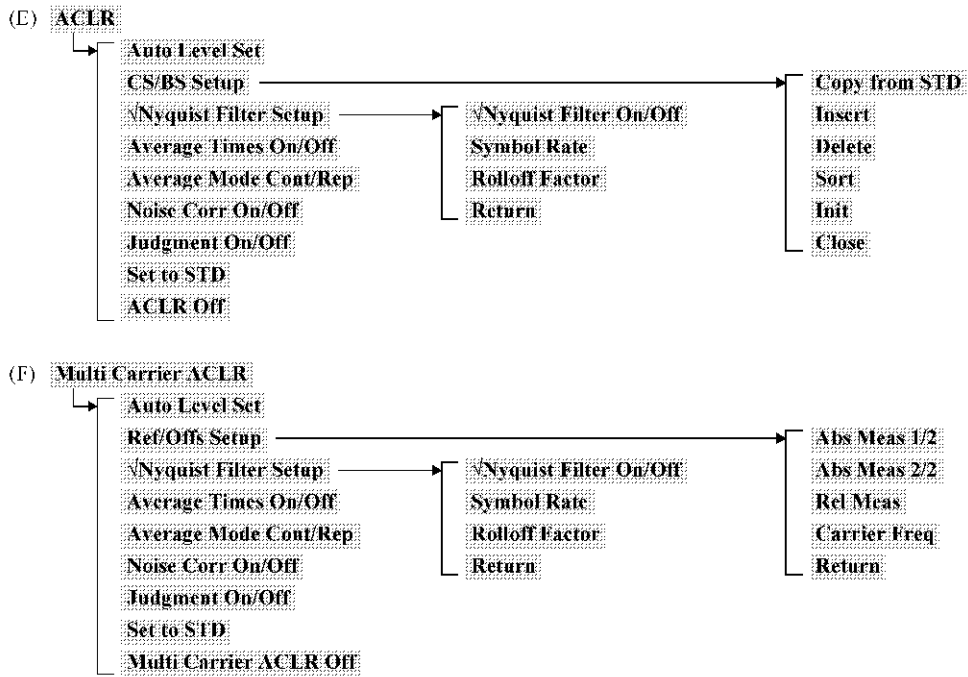 (E) ACLR
Auto Level Set
CS/BS Setup Copy from STD
√Nyquist Filter Setup √Nyquist Filter On/Off Insert
Average Times On/Off Symbol Rate Delete
Average Mode Cont/Rep Rolloff Factor Sort
Noise Corr On/Off Return Init
Judgment On/Off Close
Set to STD
ACLR Off
(F) Multi Carrier ACLR
Auto Level Set
Ref/Offs Setup Abs Meas 1/2
√Nyquist Filter Setup √Nyquist Filter On/Off Abs Meas 2/2
Average Times On/Off Symbol Rate Rel Meas
Average Mode Cont/Rep Rolloff Factor Carrier Freq
Noise Corr On/Off Return Return
Judgment On/Off
Set to STD
Multi Carrier ACLR Off